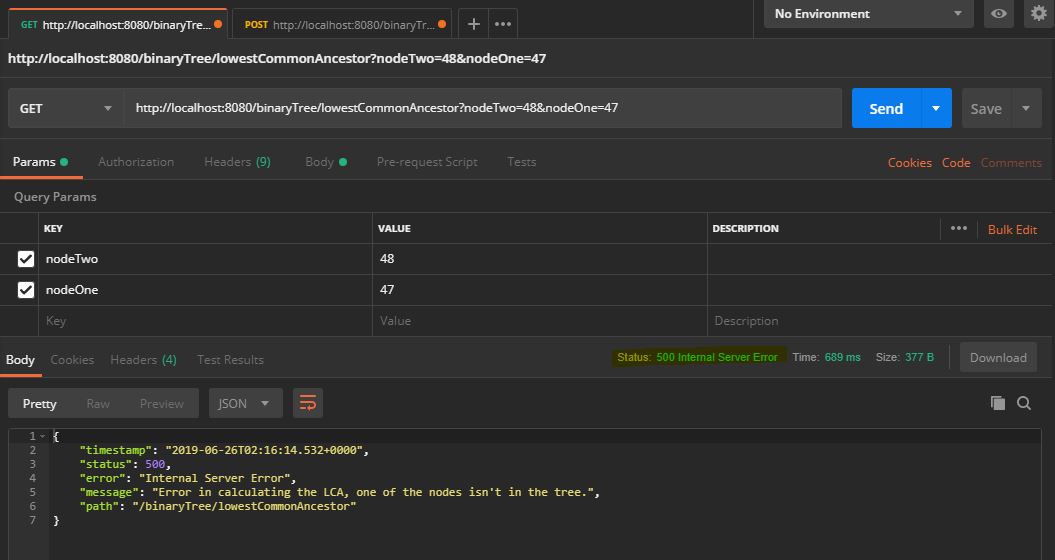 GET http://localhost:8080/binaryTre... POST http://localhost:8080/binaryTr... + ••• No Environment
http://localhost:8080/binaryTree/lowestCommonAncestor?nodeTwo=48&nodeOne=47
GET http://localhost:8080/binaryTree/lowestCommonAncestor?nodeTwo=48&nodeOne=47 Send Save
Params Authorization Headers (9) Body Pre-request Script Tests Cookies Code Comments
Query Params
KEY VALUE DESCRIPTION ••• Bulk Edit
nodeTwo 48
nodeOne 47
Key Value Description
Body Cookies Headers (4) Test Results Status: 500 Internal Server Error Time: 689 ms Size: 377 B Download
Pretty Raw Preview JSON
1 {
2 "timestamp": "2019-06-26T02:16:14.532+0000",
3 "status": 500,
4 "error": "Internal Server Error",
5 "message": "Error in calculating the LCA, one of the nodes isn't in the tree.",
6 "path": "/binaryTree/lowestCommonAncestor"
7 }